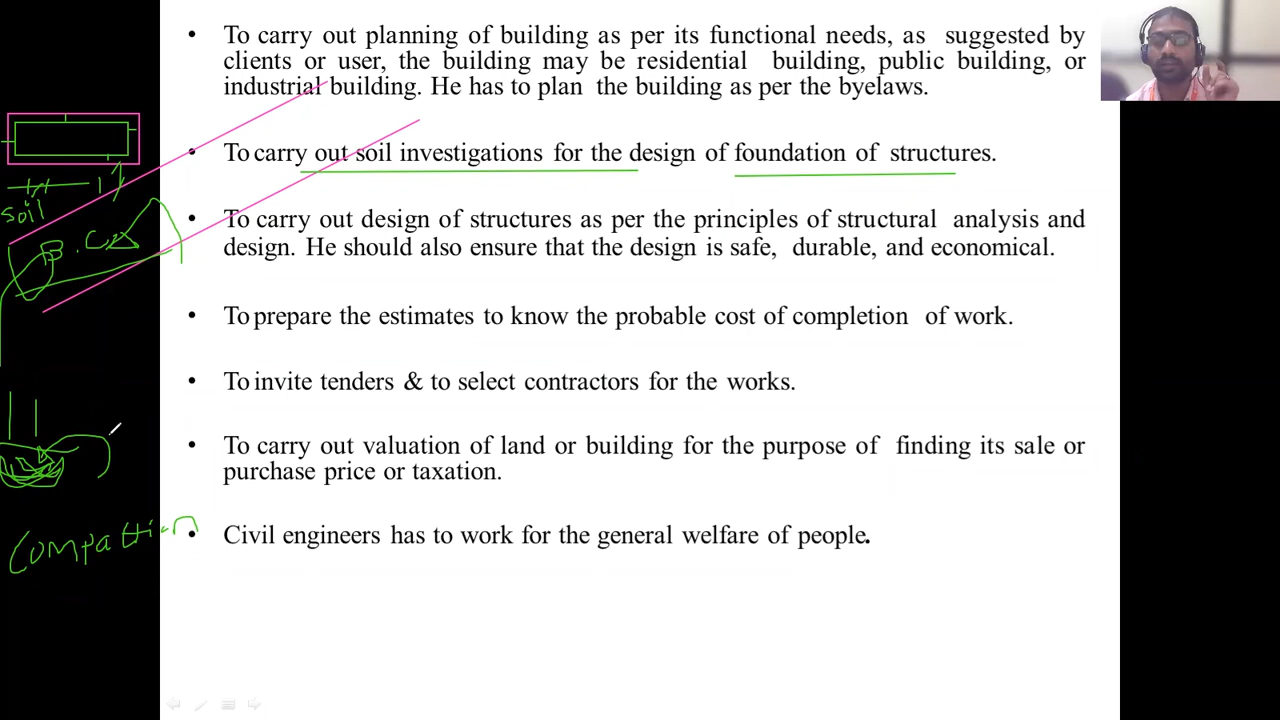 • To carry out planning of building as per its functional needs, as suggested by
clients or user, the building may be residential building, public building, or
industrial building. He has to plan the building as per the byelaws.
• To carry out soil investigations for the design of foundation of structures.
soil
• To carry out design of structures as per the principles of structural analysis and
design. He should also ensure that the design is safe, durable, and economical.
B.C
• To prepare the estimates to know the probable cost of completion of work.
• To invite tenders & to select contractors for the works.
• To carry out valuation of land or building for the purpose of finding its sale or
purchase price or taxation.
• Civil engineers has to work for the general welfare of people.